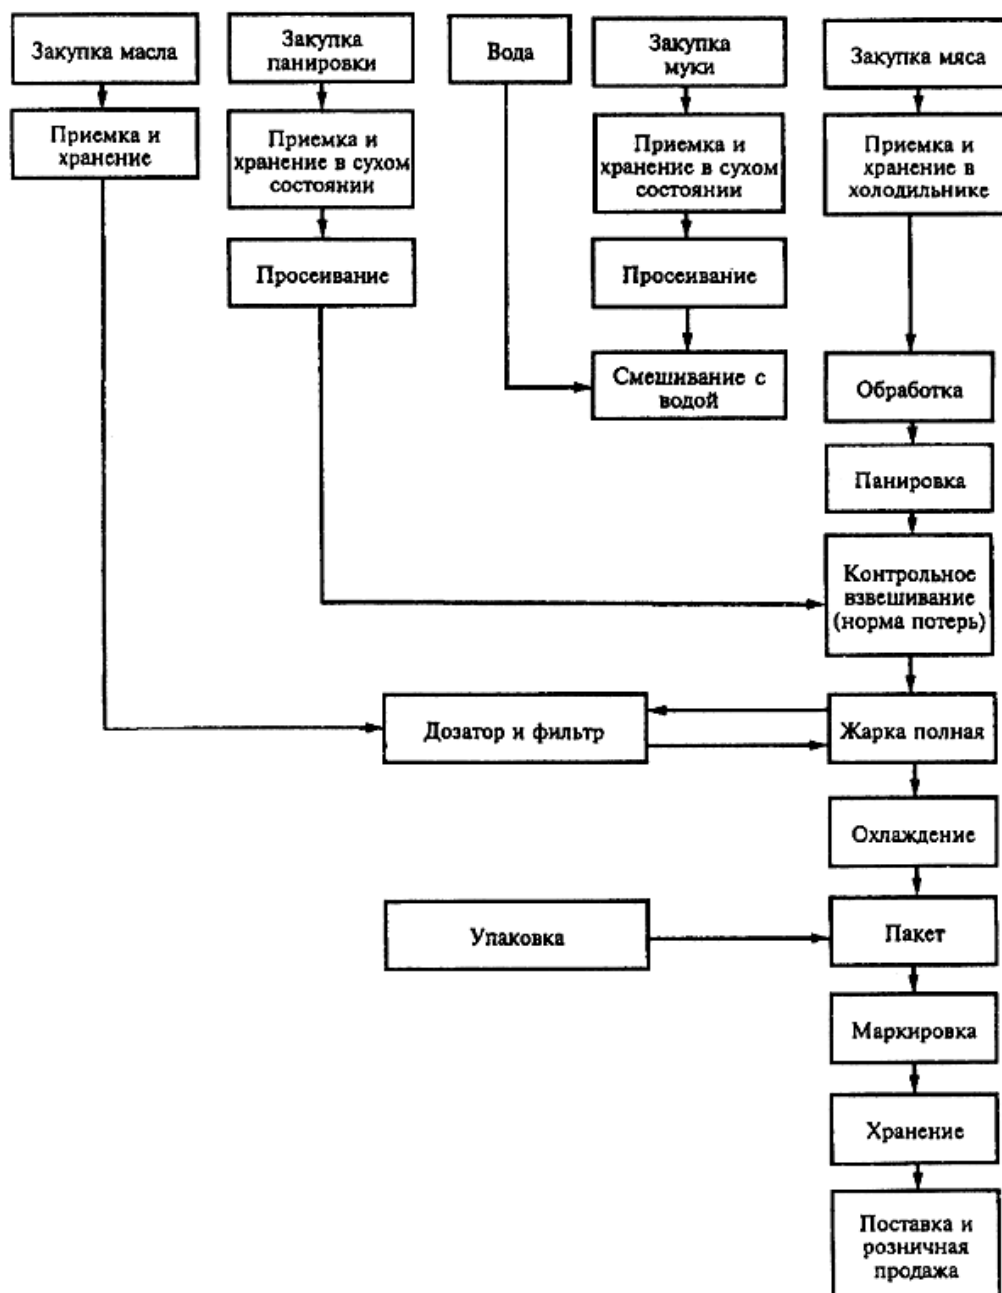 Закупка масла
Закупка
панировки
Вода
Закупка
муки
Закупка мяса
Приемка и
хранение
Приемка и
хранение в сухом
состоянии
Приемка и
хранение в сухом
состоянии
Приемка и
хранение в
холодильнике
Просеивание
Просеивание
Смешивание с
водой
Обработка
Панировка
Контрольное
взвешивание
(норма потерь)
Дозатор и фильтр
Жарка полная
Охлаждение
Упаковка
Пакет
Маркировка
Хранение
Поставка и
розничная
продажа